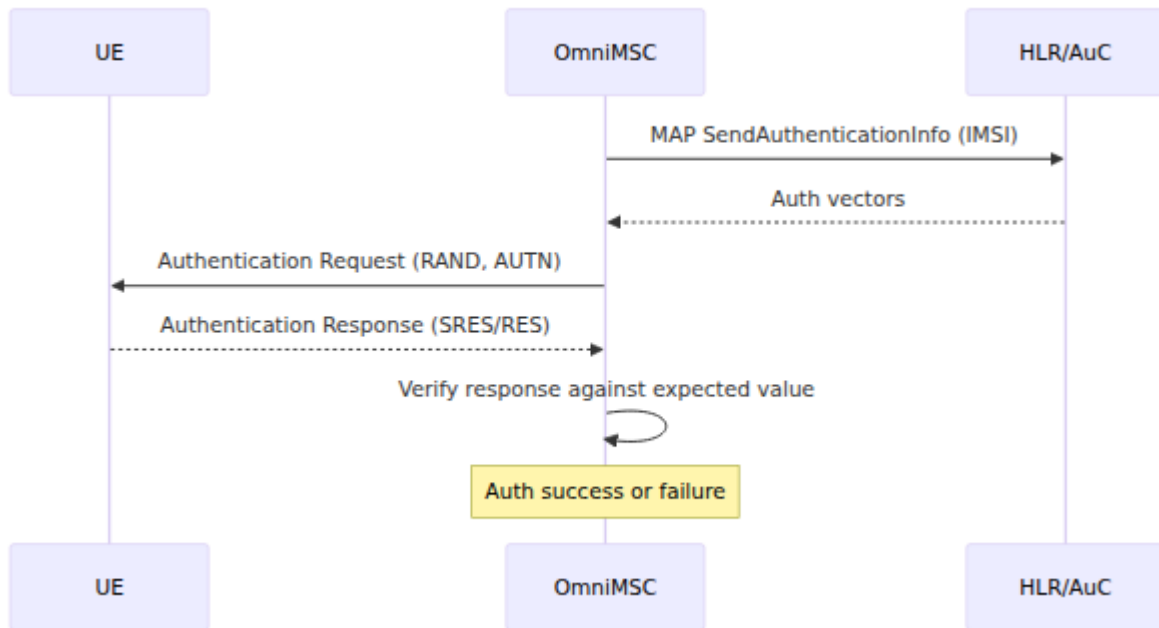 UE
OmniMSC
HLR/AuC
MAP SendAuthenticationInfo (IMSI)
Auth vectors
Authentication Request (RAND, AUTN)
Authentication Response (SRES/RES)
Verify response against expected value
Auth success or failure
UE
OmniMSC
HLR/AuC